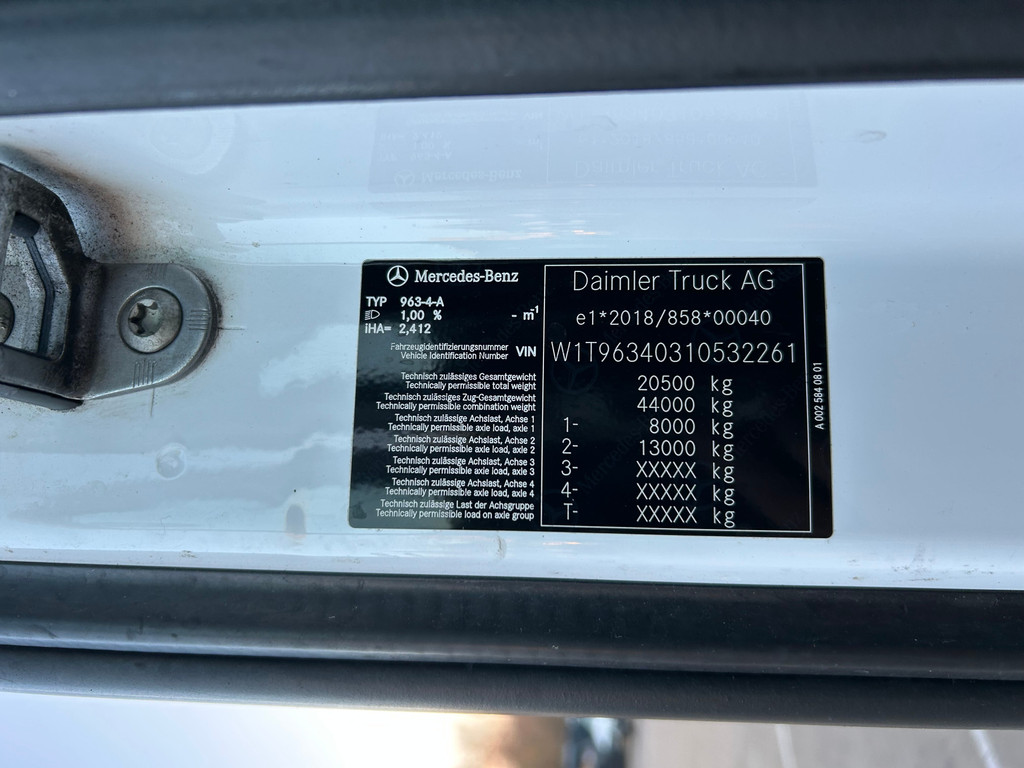 Mercedes-Benz
TYP 963-4-A
1,00 % - m⁻¹
iHA= 2,412
Fahrzeugidentifizierungsnummer
Vehicle Identification Number VIN
Technisch zulässiges Gesamtgewicht
Technically permissible total weight
Technisch zulässiges Zug-Gesamtgewicht
Technically permissible combination weight
Technisch zulässige Achslast, Achse 1
Technically permissible axle load, axle 1
Technisch zulässige Achslast, Achse 2
Technically permissible axle load, axle 2
Technisch zulässige Achslast, Achse 3
Technically permissible axle load, axle 3
Technisch zulässige Achslast, Achse 4
Technically permissible axle load, axle 4
Technisch zulässige Last der Achsgruppe
Technically permissible load on axle group
Daimler Truck AG
e1*2018/858*00040
W1T96340310532261
20500 kg
44000 kg
1- 8000 kg
2- 13000 kg
3- XXXXX kg
4- XXXXX kg
T- XXXXX kg
A 002 584 08 01